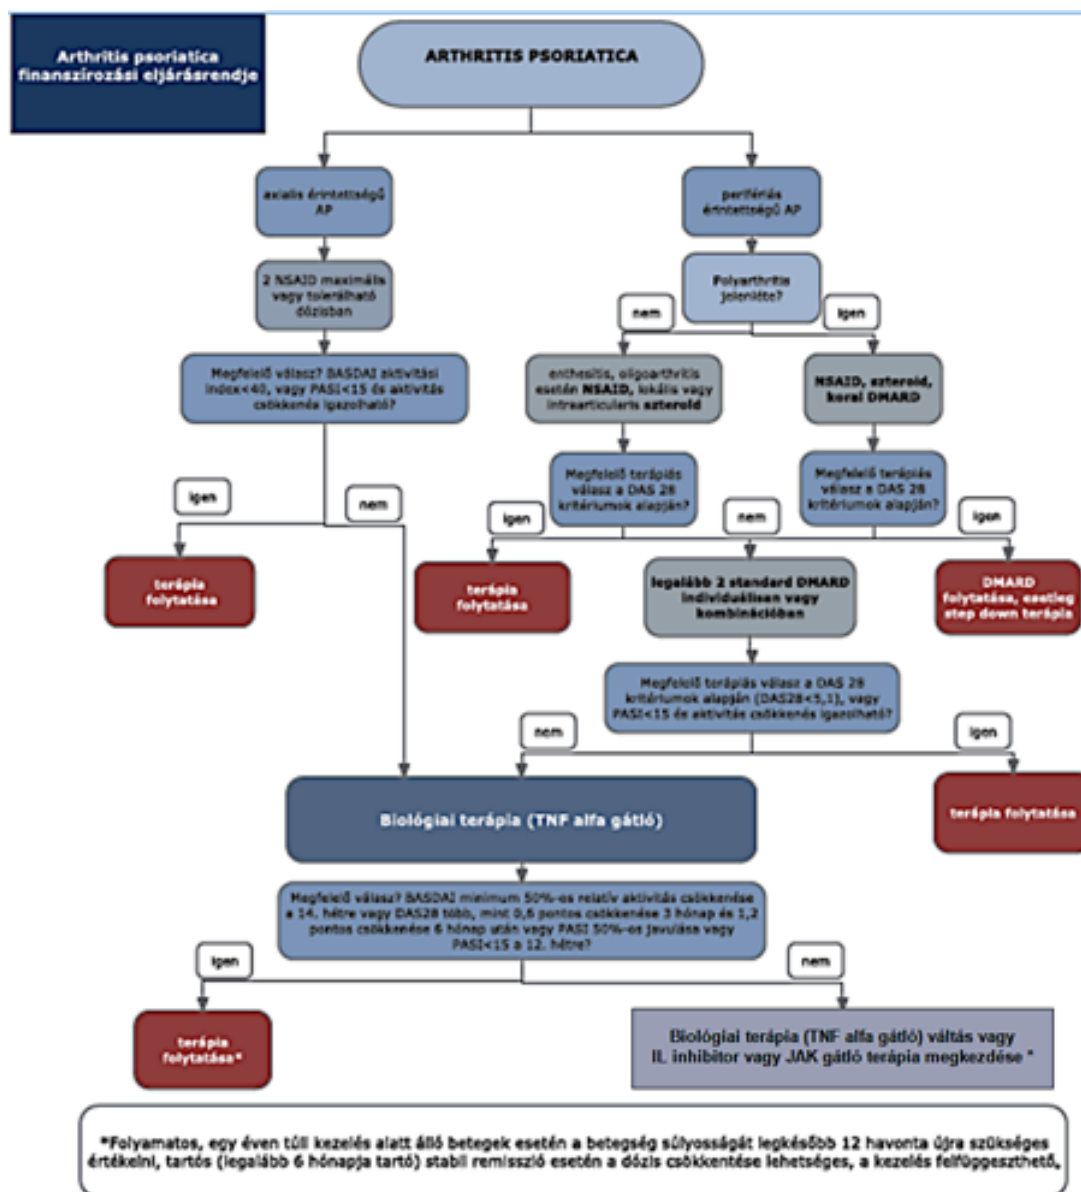 Arthritis psoriatica
finanszírozási eljárásrendje
ARTHRITIS PSORIATICA
axialis érintettségű
AP
perifériás
érintettségű AP
2 NSAID maximális
vagy tolerálható
dózisban
Polyarthritis
jelenléte?
nem
igen
Megfelelő válasz? BASDAI aktivitási
index<40, vagy PASI<15 és aktivitás
csökkenés igazolható?
enthesitis, oligoarthritis
esetén NSAID, lokális vagy
intraarticularis szteroid
NSAID, szteroid,
korai DMARD
Megfelelő terápiás
válasz a DAS 28
kritériumok alapján?
Megfelelő terápiás
válasz a DAS 28
kritériumok alapján?
igen
nem
igen
nem
igen
terápia
folytatása
terápia
folytatása
legalább 2 standard DMARD
individuálisan vagy
kombinációban
DMARD
folytatása, esetleg
step down terápia
Megfelelő terápiás válasz a DAS 28
kritériumok alapján (DAS28<5,1), vagy
PASI<15 és aktivitás csökkenés igazolható?
nem
igen
Biológiai terápia (TNF alfa gátló)
terápia folytatása
Megfelelő válasz? BASDAI minimum 50%-os relatív aktivitás csökkenése
a 14. hétre vagy DAS28 több, mint 0,6 pontos csökkenése 3 hónap és 1,2
pontos csökkenése 6 hónap után vagy PASI 50%-os javulása vagy
PASI<15 a 12. hétre?
igen
nem
terápia
folytatása*
Biológiai terápia (TNF alfa gátló) váltás vagy
IL inhibitor vagy JAK gátló terápia megkezdése *
*Folyamatos, egy éven túli kezelés alatt álló betegek esetén a betegség súlyosságát legkésőbb 12 havonta újra szükséges
értékelni, tartós (legalább 6 hónapja tartó) stabil remisszió esetén a dózis csökkentése lehetséges, a kezelés felfüggeszthető.